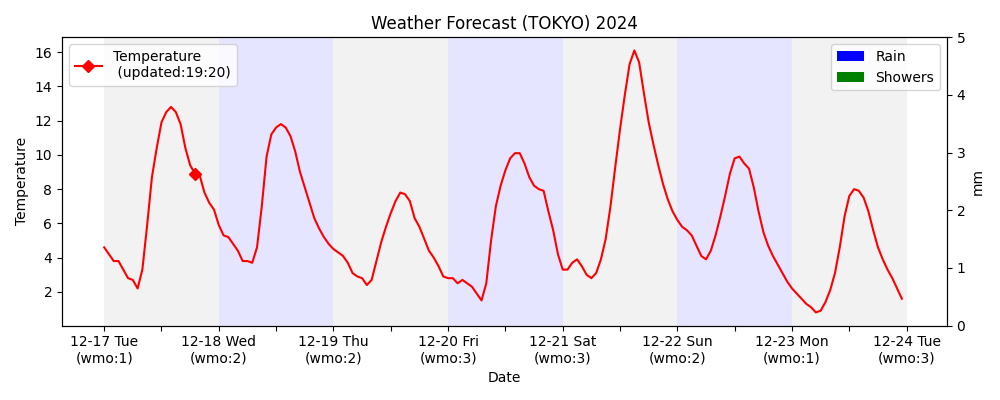 Weather Forecast (TOKYO) 2024
Temperature
(updated:19:20)
Rain
Showers
16
14
12
10
8
6
4
2
Temperature
5
4
3
2
1
0
mm
12-17 Tue
(wmo:1)
12-18 Wed
(wmo:2)
12-19 Thu
(wmo:2)
12-20 Fri
(wmo:3)
12-21 Sat
(wmo:3)
12-22 Sun
(wmo:2)
12-23 Mon
(wmo:1)
12-24 Tue
(wmo:3)
Date